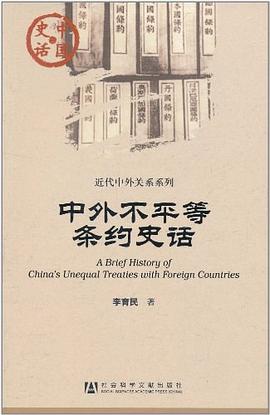 中国
史话
近代中外关系系列
中外不平等
条约史话
A Brief History of
China's Unequal Treaties with Foreign Countries
李育民 著
社会科学文献出版社